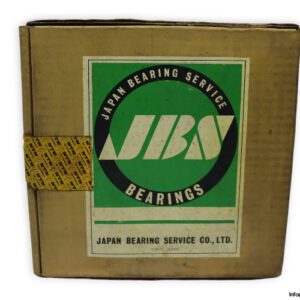 JAPAN BEARING SERVICE
JBS
BEARINGS
JAPAN BEARING SERVICE CO., LTD.